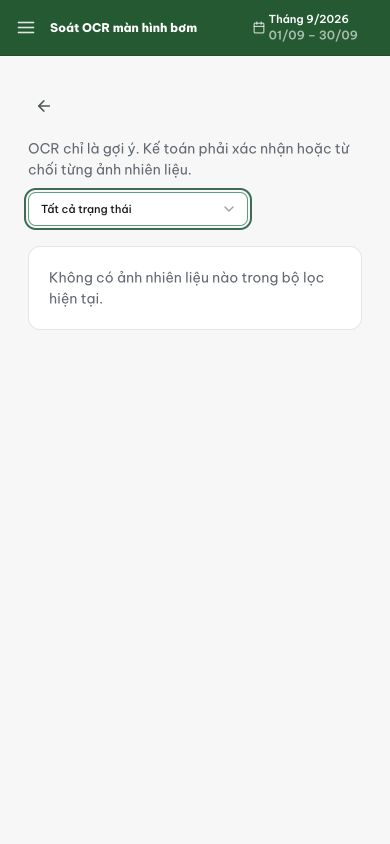 Soát OCR màn hình bơm
Tháng 9/2026
01/09 – 30/09
OCR chỉ là gợi ý. Kế toán phải xác nhận hoặc từ
chối từng ảnh nhiên liệu.
Tất cả trạng thái
Không có ảnh nhiên liệu nào trong bộ lọc
hiện tại.